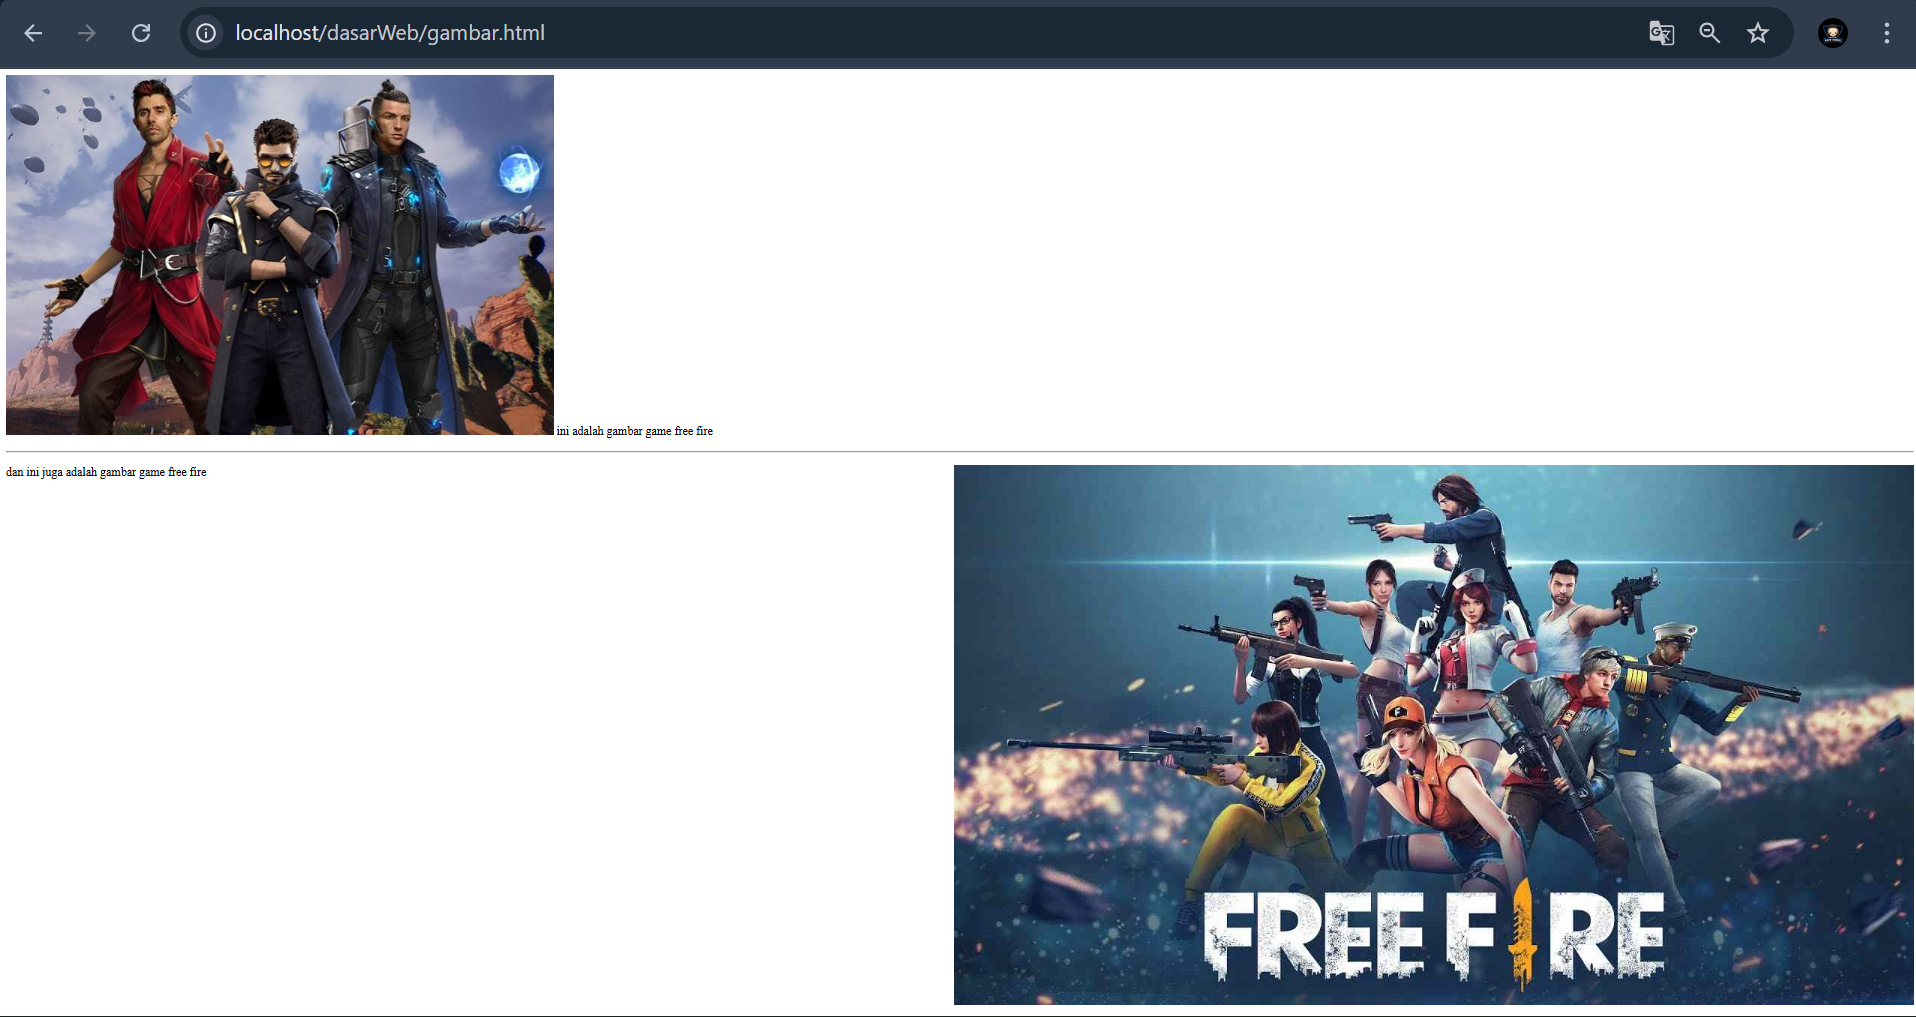 localhost/dasarWeb/gambar.html
ini adalah gambar game free fire
dan ini juga adalah gambar game free fire
FREE FIRE